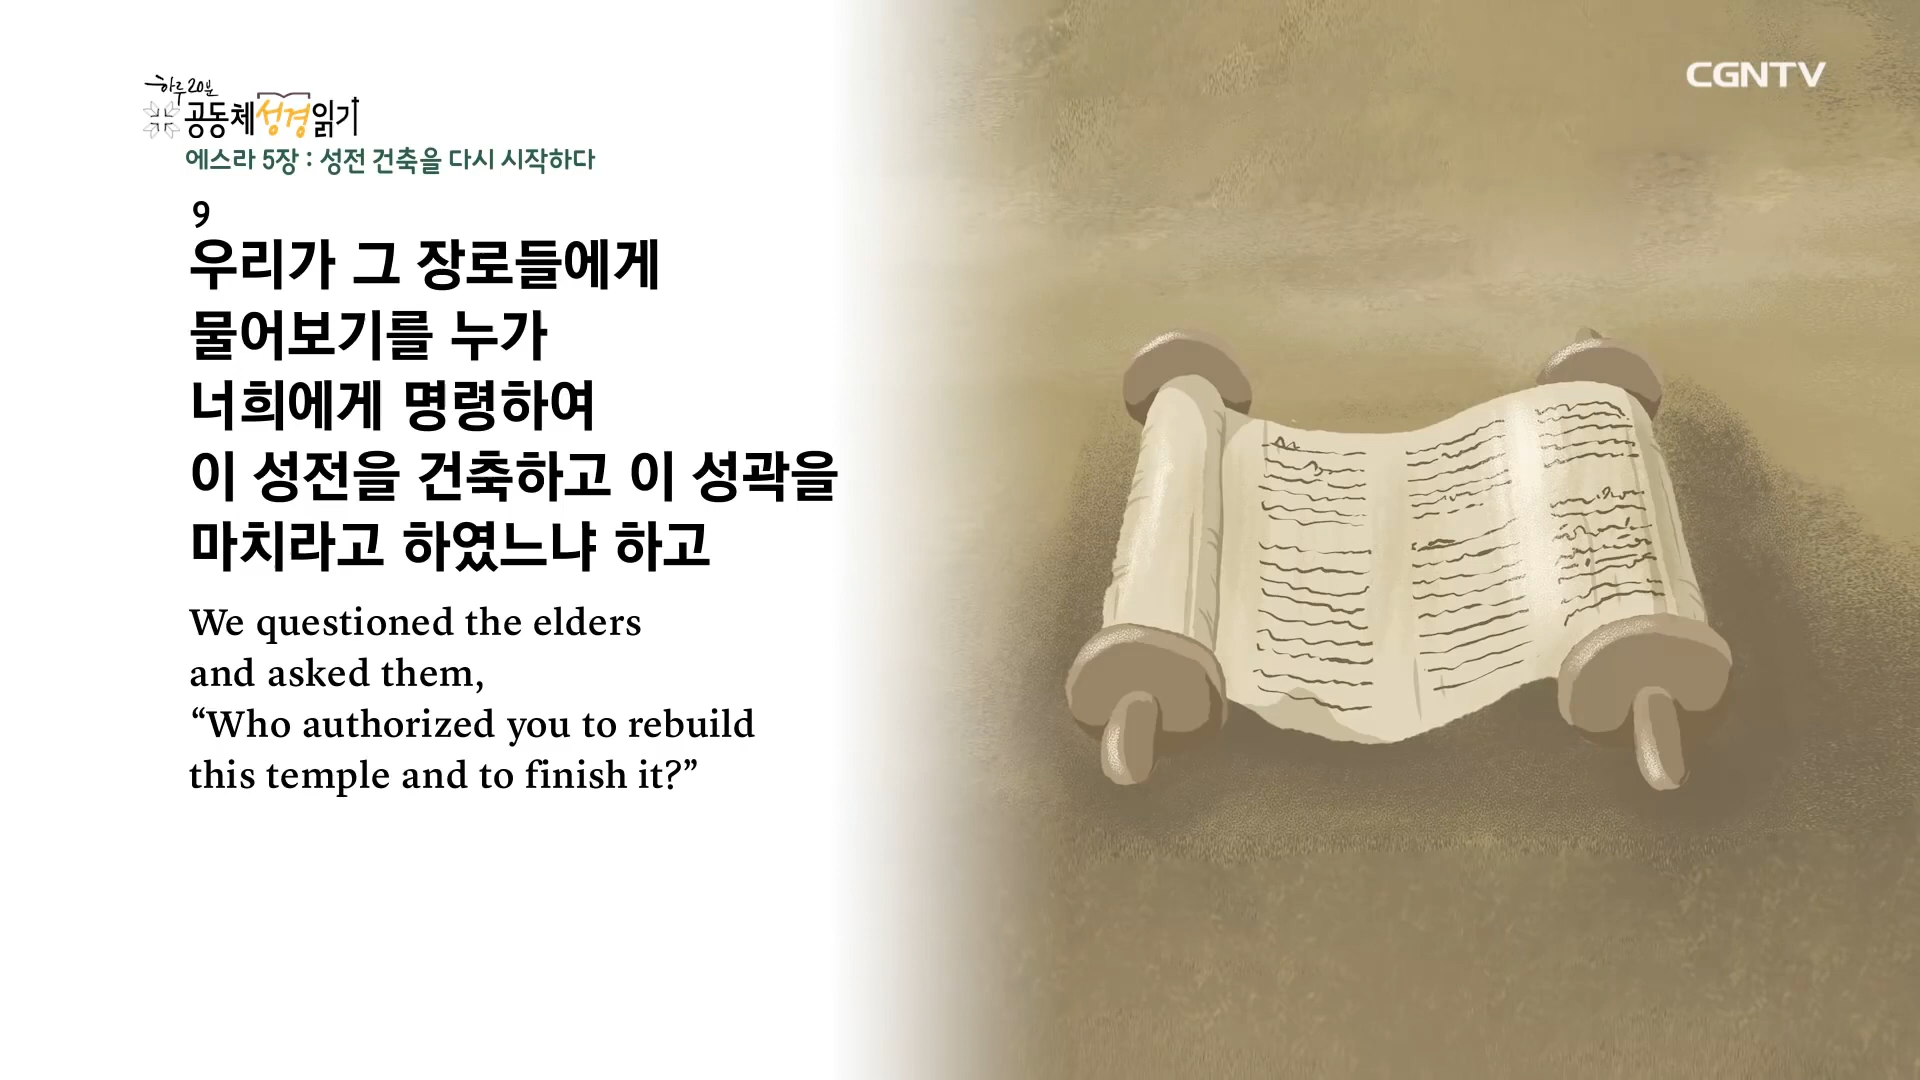 하루 20분
공동체성경읽기
CGNTV
에스라 5장 : 성전 건축을 다시 시작하다
9
우리가 그 장로들에게
물어보기를 누가
너희에게 명령하여
이 성전을 건축하고 이 성곽을
마치라고 하였느냐 하고
We questioned the elders
and asked them,
“Who authorized you to rebuild
this temple and to finish it?”